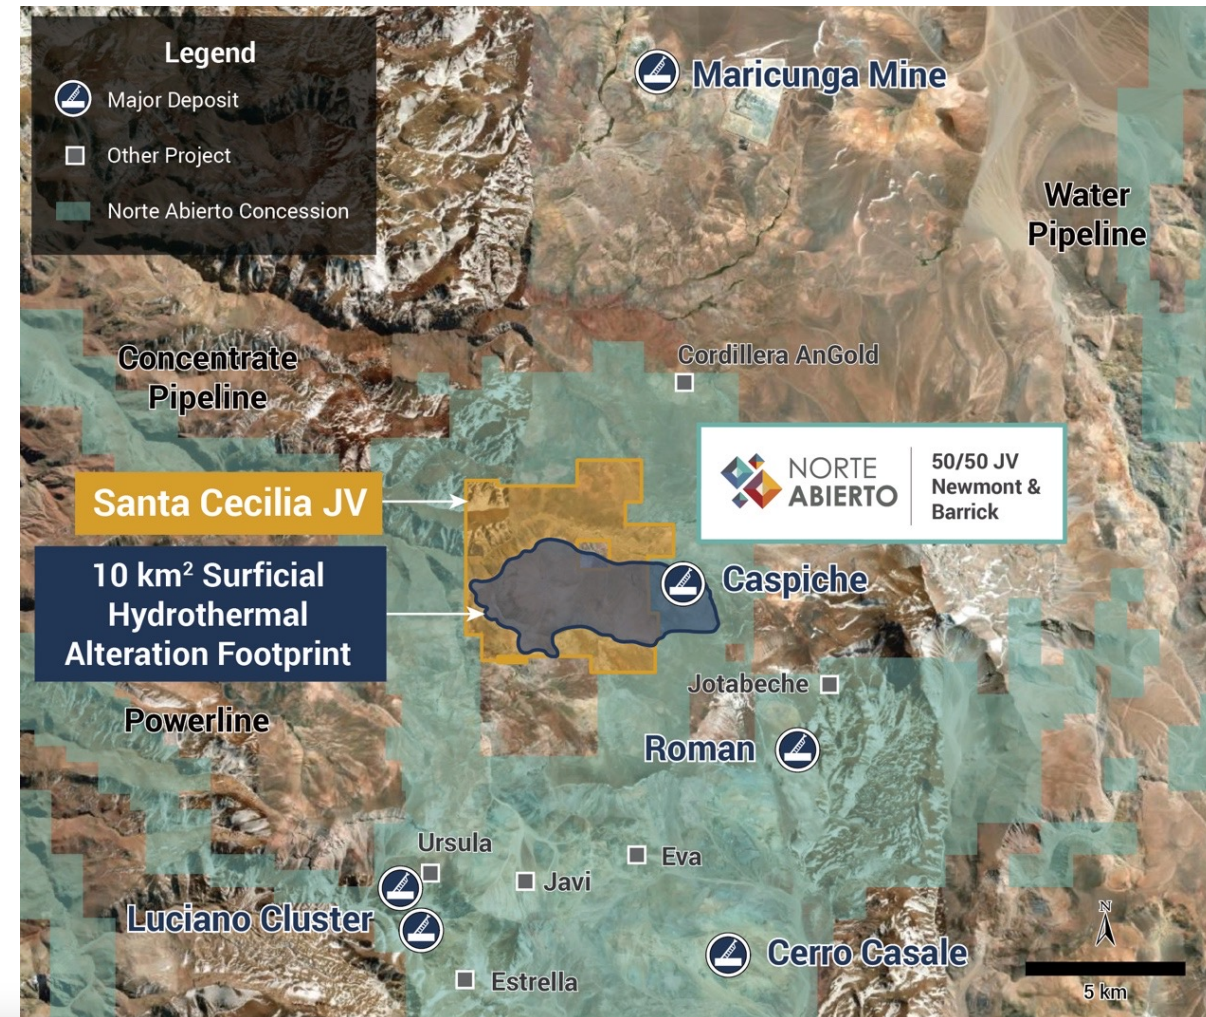 Legend
Major Deposit
Other Project
Norte Abierto Concession
Maricunga Mine
Water
Pipeline
Concentrate
Pipeline
Cordillera AnGold
NORTE
ABIERTO
50/50 JV
Newmont &
Barrick
Santa Cecilia JV
10 km² Surficial
Hydrothermal
Alteration Footprint
Caspiche
Jotabeche
Powerline
Roman
Ursula
Eva
Javi
Luciano Cluster
Cerro Casale
Estrella
N
5 km